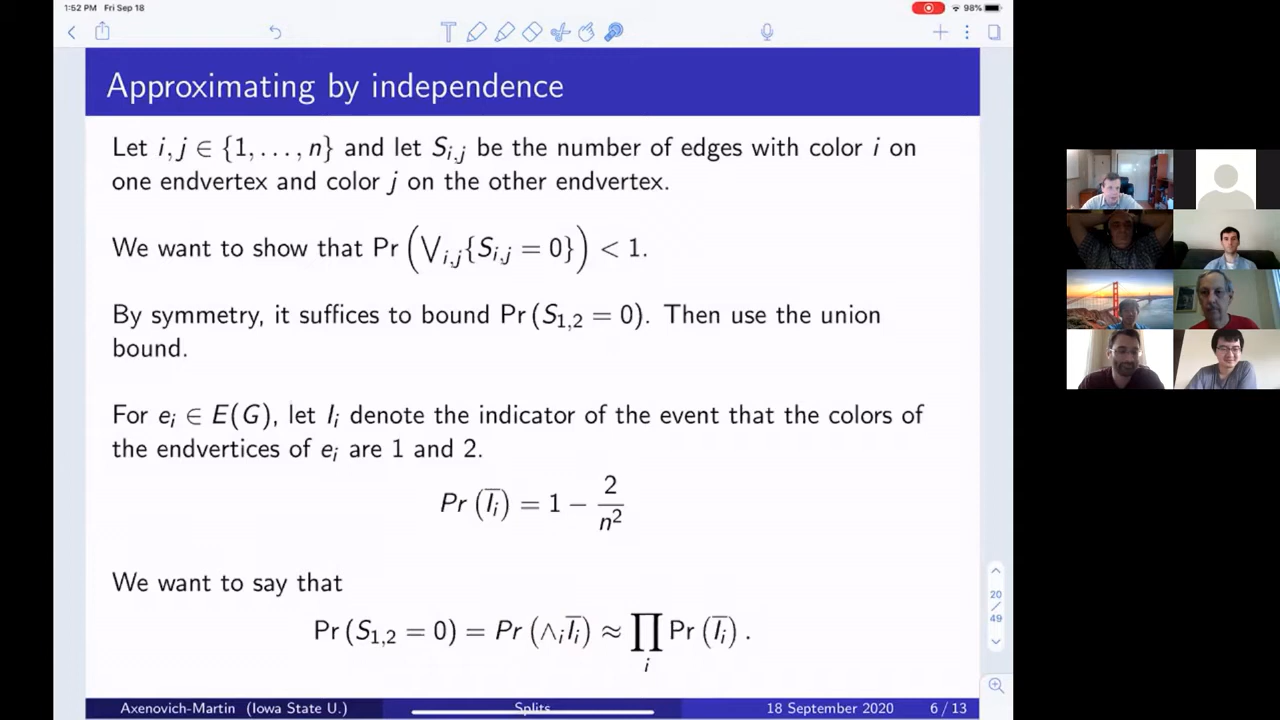 1:52 PM Fri Sep 18
98%
Approximating by independence
Let i, j ∈ {1, . . . , n} and let S_{i,j} be the number of edges with color i on
one endvertex and color j on the other endvertex.
We want to show that Pr (⋁_{i,j}{S_{i,j} = 0}) < 1.
By symmetry, it suffices to bound Pr (S_{1,2} = 0). Then use the union
bound.
For e_i ∈ E(G), let I_i denote the indicator of the event that the colors of
the endvertices of e_i are 1 and 2.
Pr (\overline{I_i}) = 1 − \frac{2}{n^2}
We want to say that
Pr (S_{1,2} = 0) = Pr (∧_i \overline{I_i}) ≈ ∏_i Pr (\overline{I_i}) .
20
/
49
Axenovich-Martin (Iowa State U.) Splits 18 September 2020 6 / 13